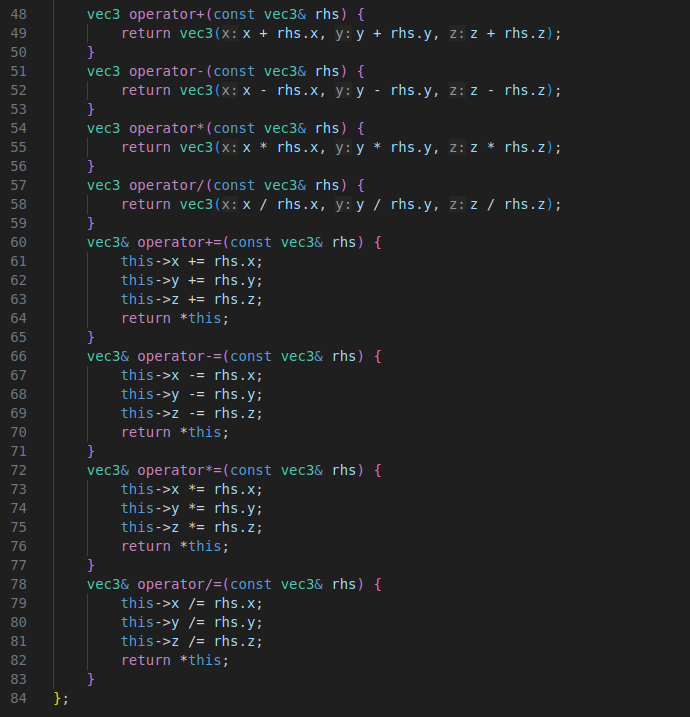 48 vec3 operator+(const vec3& rhs) {
49 return vec3(x: x + rhs.x, y: y + rhs.y, z: z + rhs.z);
50 }
51 vec3 operator-(const vec3& rhs) {
52 return vec3(x: x - rhs.x, y: y - rhs.y, z: z - rhs.z);
53 }
54 vec3 operator*(const vec3& rhs) {
55 return vec3(x: x * rhs.x, y: y * rhs.y, z: z * rhs.z);
56 }
57 vec3 operator/(const vec3& rhs) {
58 return vec3(x: x / rhs.x, y: y / rhs.y, z: z / rhs.z);
59 }
60 vec3& operator+=(const vec3& rhs) {
61 this->x += rhs.x;
62 this->y += rhs.y;
63 this->z += rhs.z;
64 return *this;
65 }
66 vec3& operator-=(const vec3& rhs) {
67 this->x -= rhs.x;
68 this->y -= rhs.y;
69 this->z -= rhs.z;
70 return *this;
71 }
72 vec3& operator*=(const vec3& rhs) {
73 this->x *= rhs.x;
74 this->y *= rhs.y;
75 this->z *= rhs.z;
76 return *this;
77 }
78 vec3& operator/=(const vec3& rhs) {
79 this->x /= rhs.x;
80 this->y /= rhs.y;
81 this->z /= rhs.z;
82 return *this;
83 }
84 };